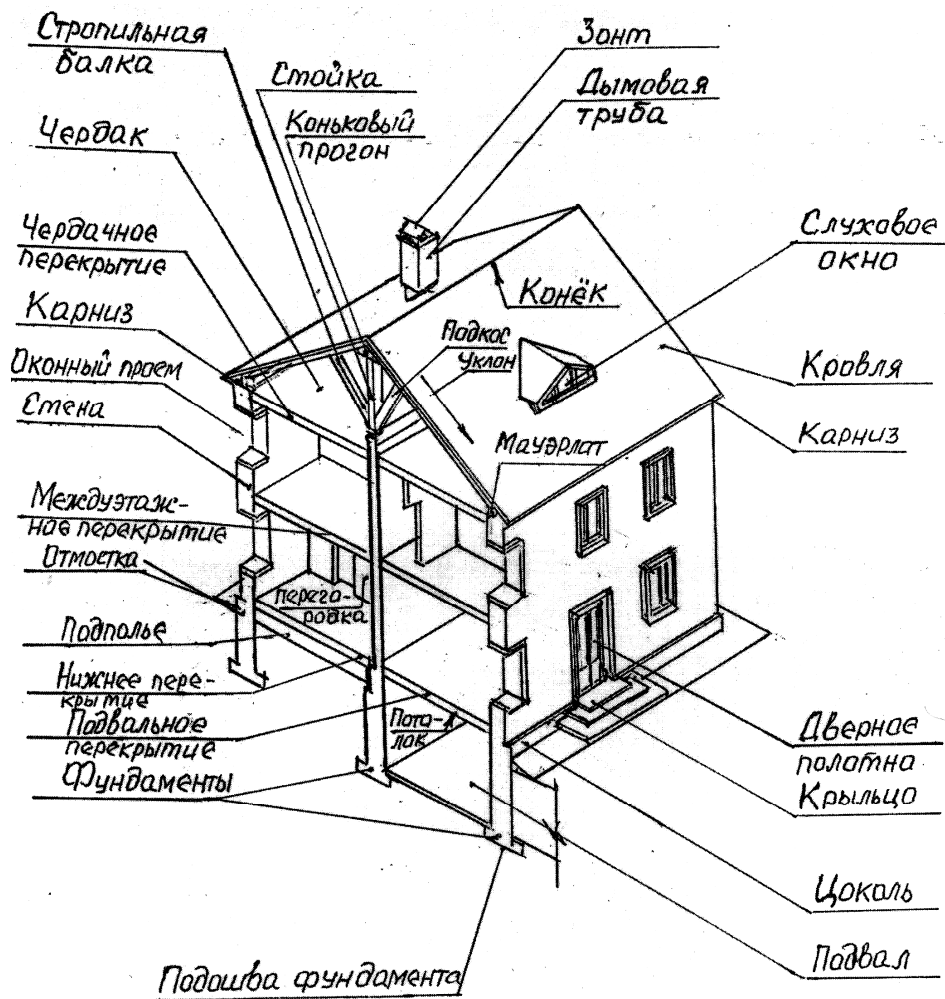 Стропильная
балка
Чердак
Чердачное
перекрытие
Карниз
Оконный проем
Стена
Междуэтаж-
ное перекрытие
Отмостка
Подполье
Нижнее пере-
крытие
Подвальное
перекрытие
Фундаменты
Подошва фундамента
Стойка
Коньковый
прогон
Подкос
Уклон
Мауэрлат
перего-
родка
Пото-
лок
Зонт
Дымовая
труба
Конёк
Слуховое
окно
Кровля
Карниз
Дверное
полотна
Крыльцо
Цоколь
Подвал